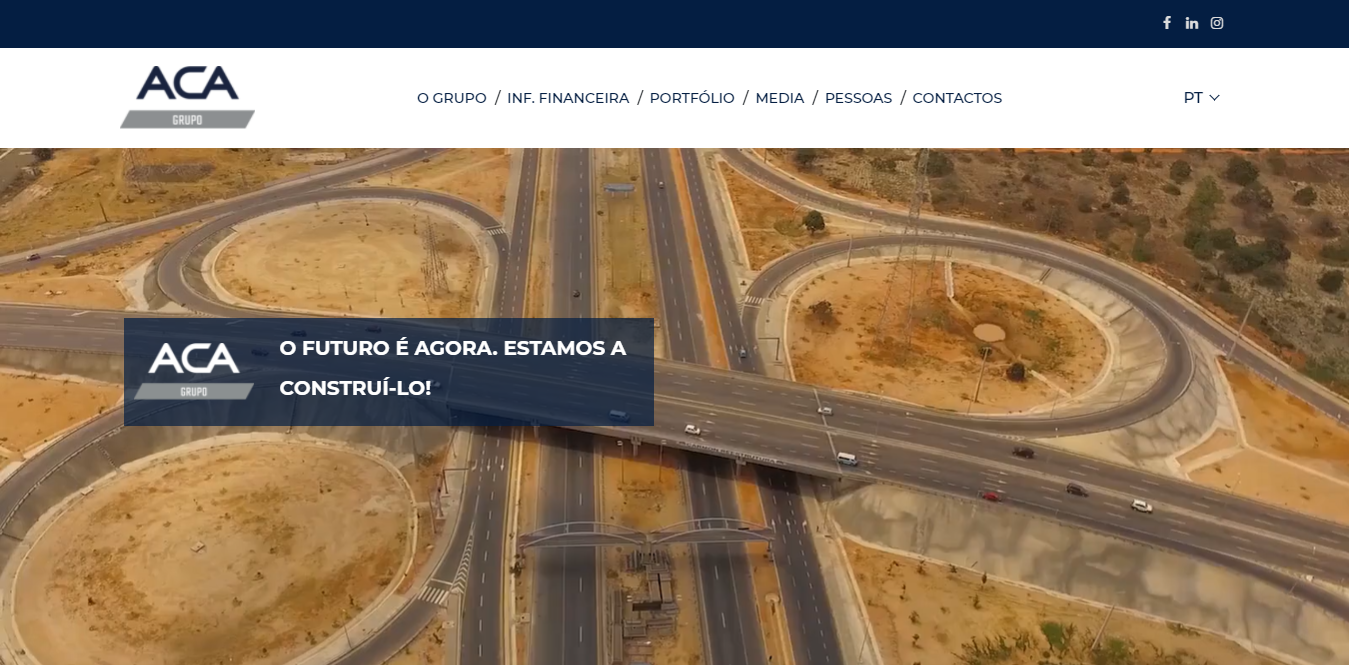 ACA
GRUPO
O GRUPO / INF. FINANCEIRA / PORTFÓLIO / MEDIA / PESSOAS / CONTACTOS
PT
ACA
GRUPO
O FUTURO É AGORA. ESTAMOS A
CONSTRUÍ-LO!